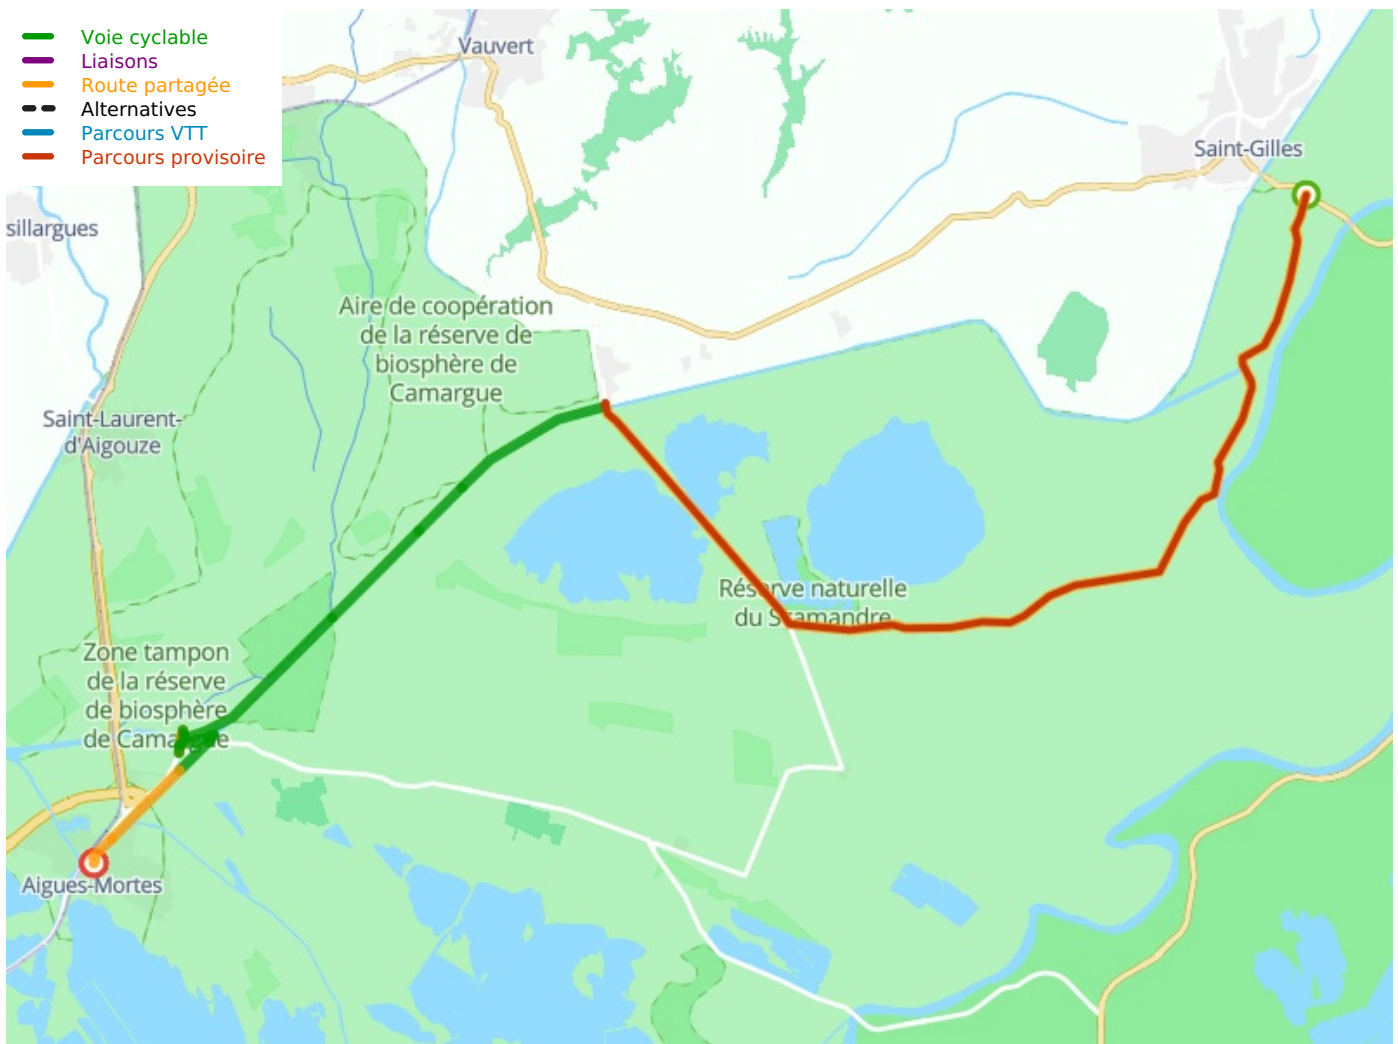 Voie cyclable
Liaisons
Route partagée
Alternatives
Parcours VTT
Parcours provisoire
Vauvert
Saint-Gilles
sillargues
Aire de coopération
de la réserve de
biosphère de
Camargue
Saint-Laurent-
d'Aigouze
Réserve naturelle
du Scamandre
Zone tampon
de la réserve
de biosphère
de Camargue
Aigues-Mortes